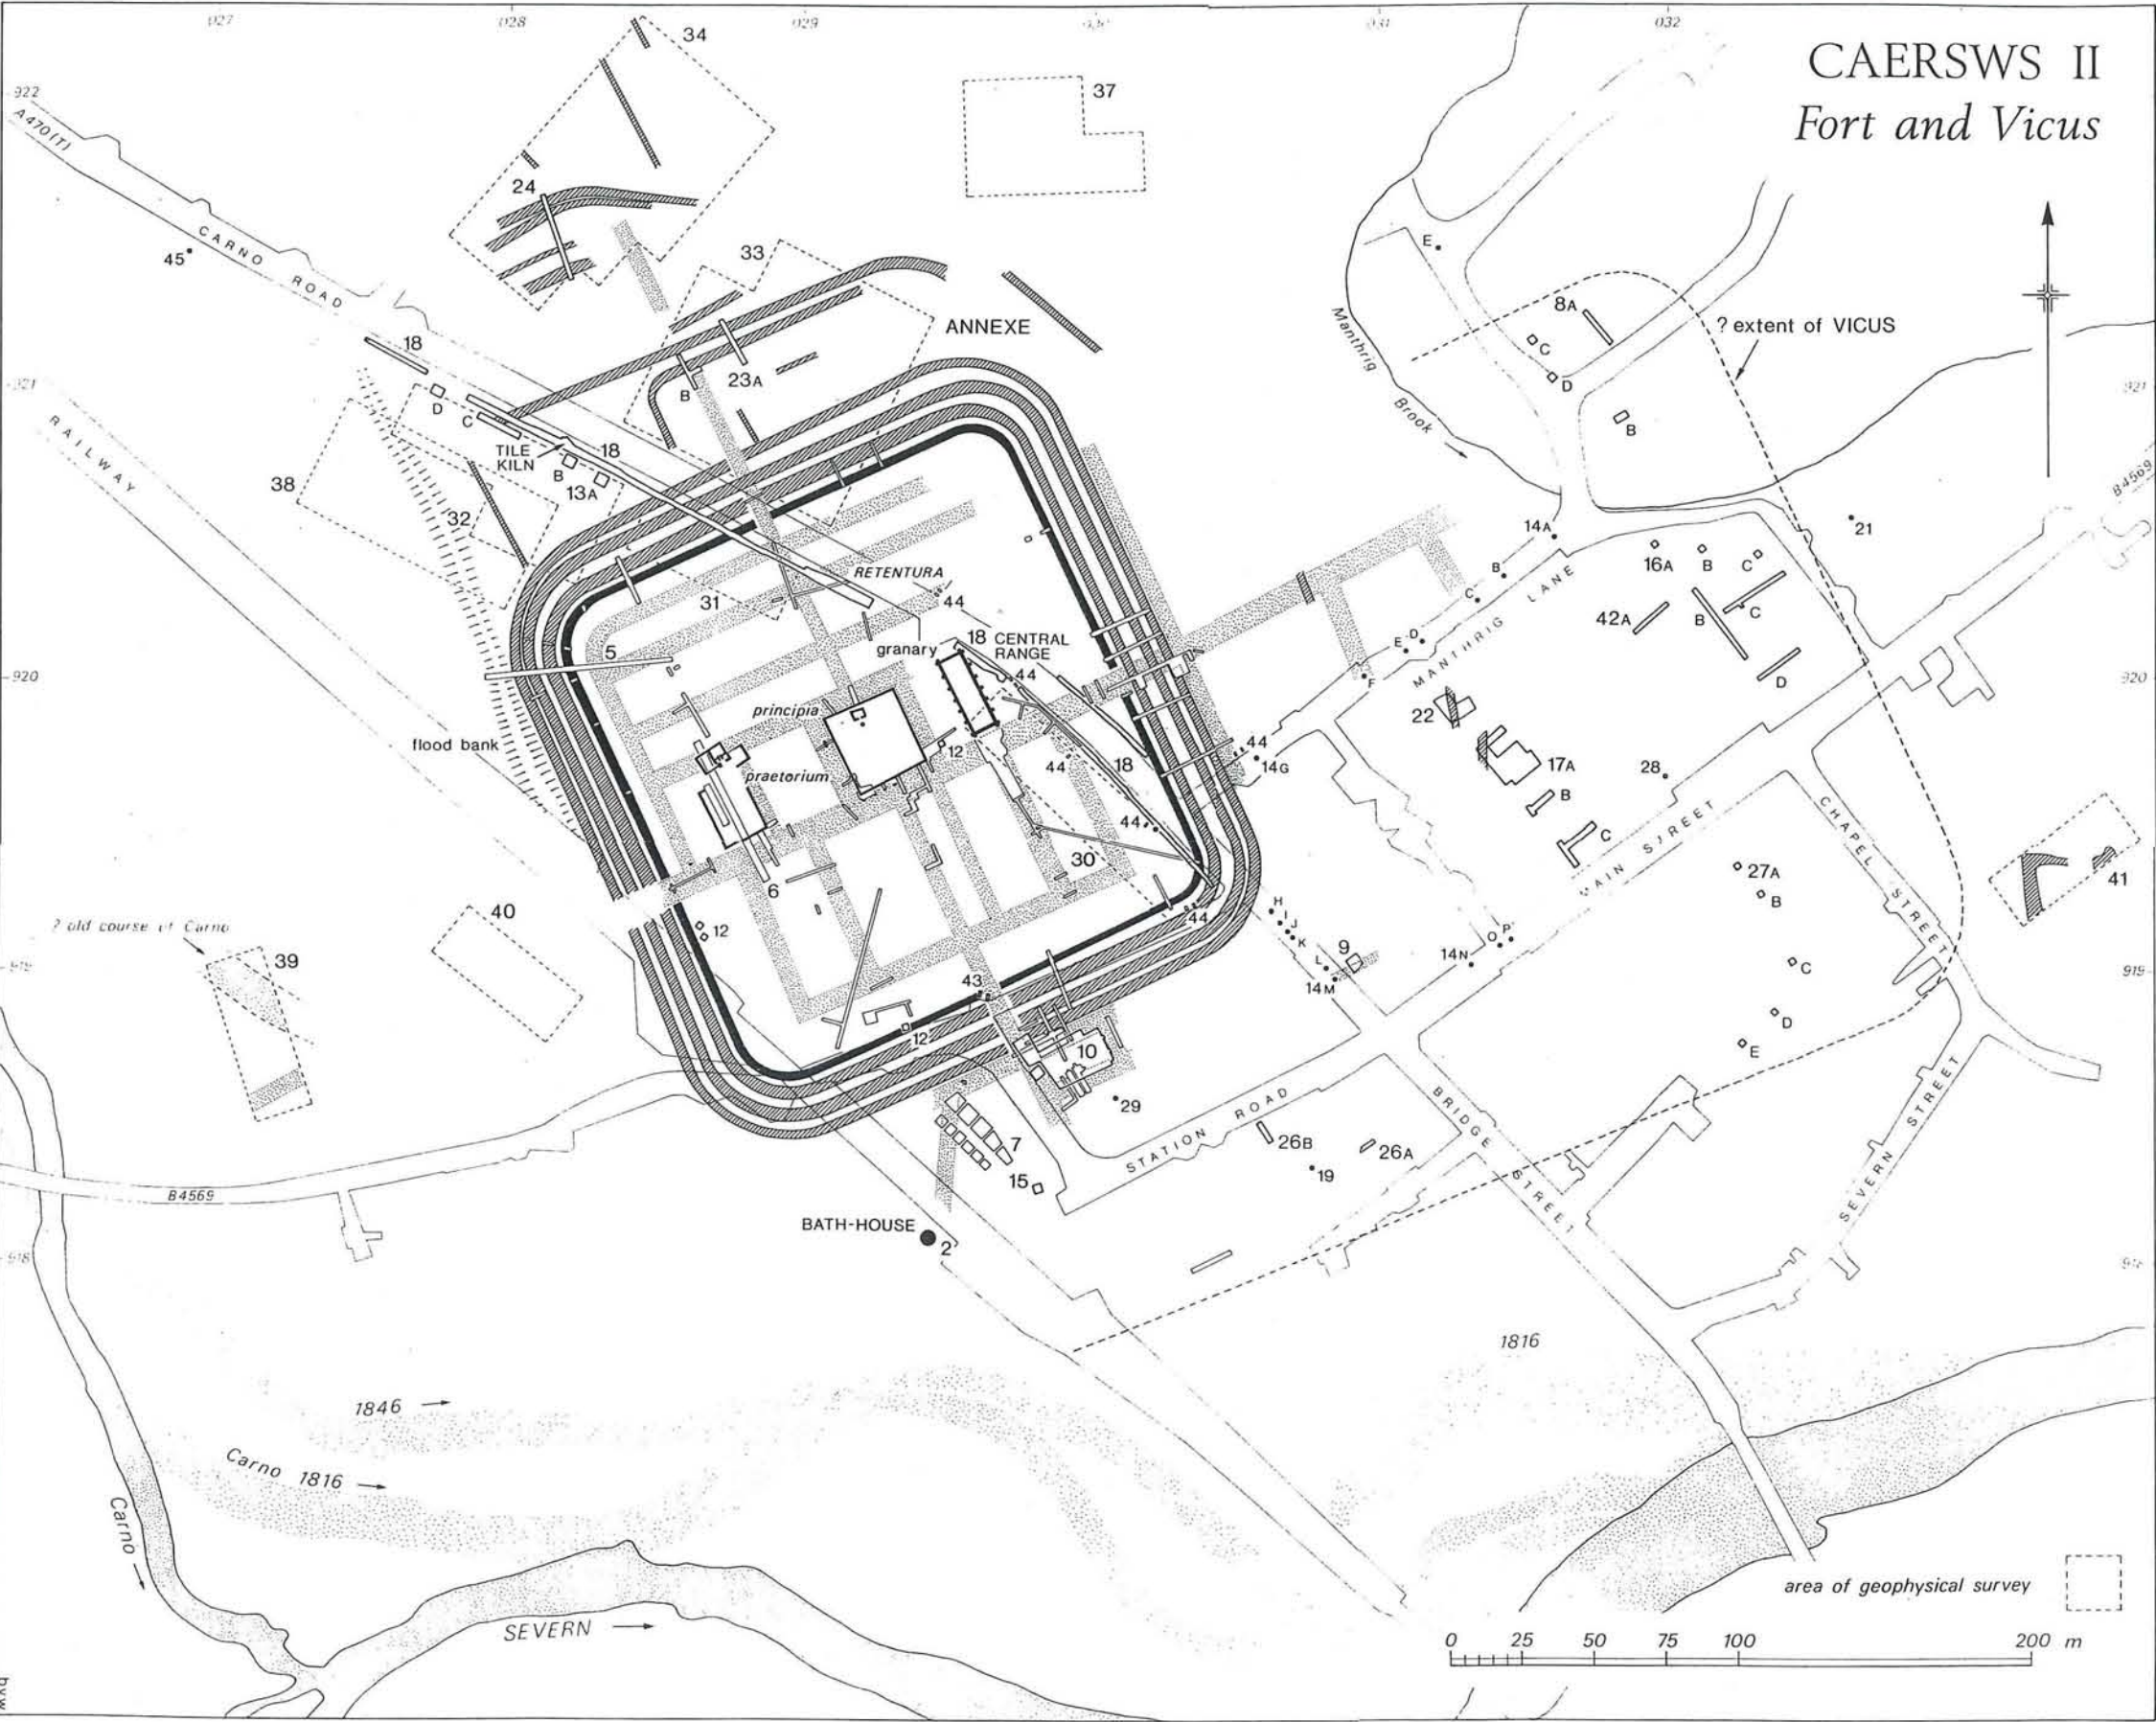 CAERSWS II
Fort and Vicus
027
028
029
031
032
922
921
920
919
918
921
920
919
A470(T)
CARNO ROAD
RAILWAY
45
34
24
37
33
ANNEXE
23A
B
18
D
C
TILE
KILN
18
B
13A
38
32
31
RETENTURA
44
5
18 CENTRAL
RANGE
granary
44
principia
12
praetorium
flood bank
44
18
44
14G
44
30
6
12
44
43
12
10
29
7
15
BATH-HOUSE
2
40
39
? old course of Carno
B4569
Manthrig
Brook
E
8A
C
D
B
? extent of VICUS
B4569
21
14A
B
C
D
E
F
MANTHRIG LANE
16A
B
C
42A
B
C
D
22
17A
B
C
28
MAIN STREET
CHAPEL STREET
27A
B
C
D
E
41
H
I
J
K
L
14M
9
14N
O
P
STATION ROAD
26B
26A
19
BRIDGE STREET
SEVERN STREET
1816
1846
Carno 1816
Carno
SEVERN
area of geophysical survey
0 25 50 75 100 200 m